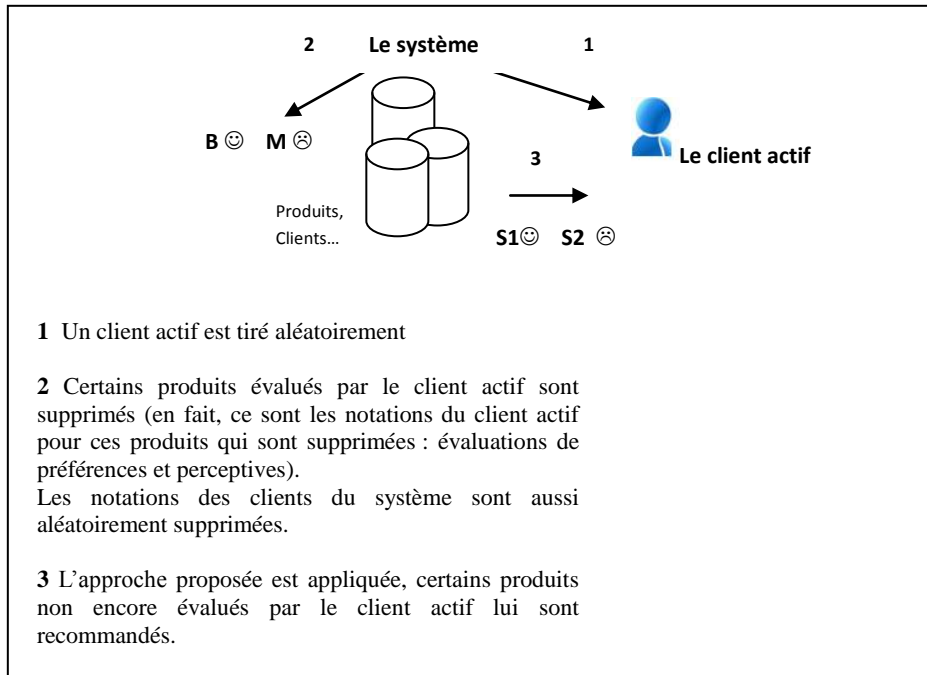 2 Le système 1
B ☺ M ☹
Le client actif
3
Produits,
Clients…
S1☺ S2 ☹
1 Un client actif est tiré aléatoirement
2 Certains produits évalués par le client actif sont
supprimés (en fait, ce sont les notations du client actif
pour ces produits qui sont supprimées : évaluations de
préférences et perceptives).
Les notations des clients du système sont aussi
aléatoirement supprimées.
3 L’approche proposée est appliquée, certains produits
non encore évalués par le client actif lui sont
recommandés.